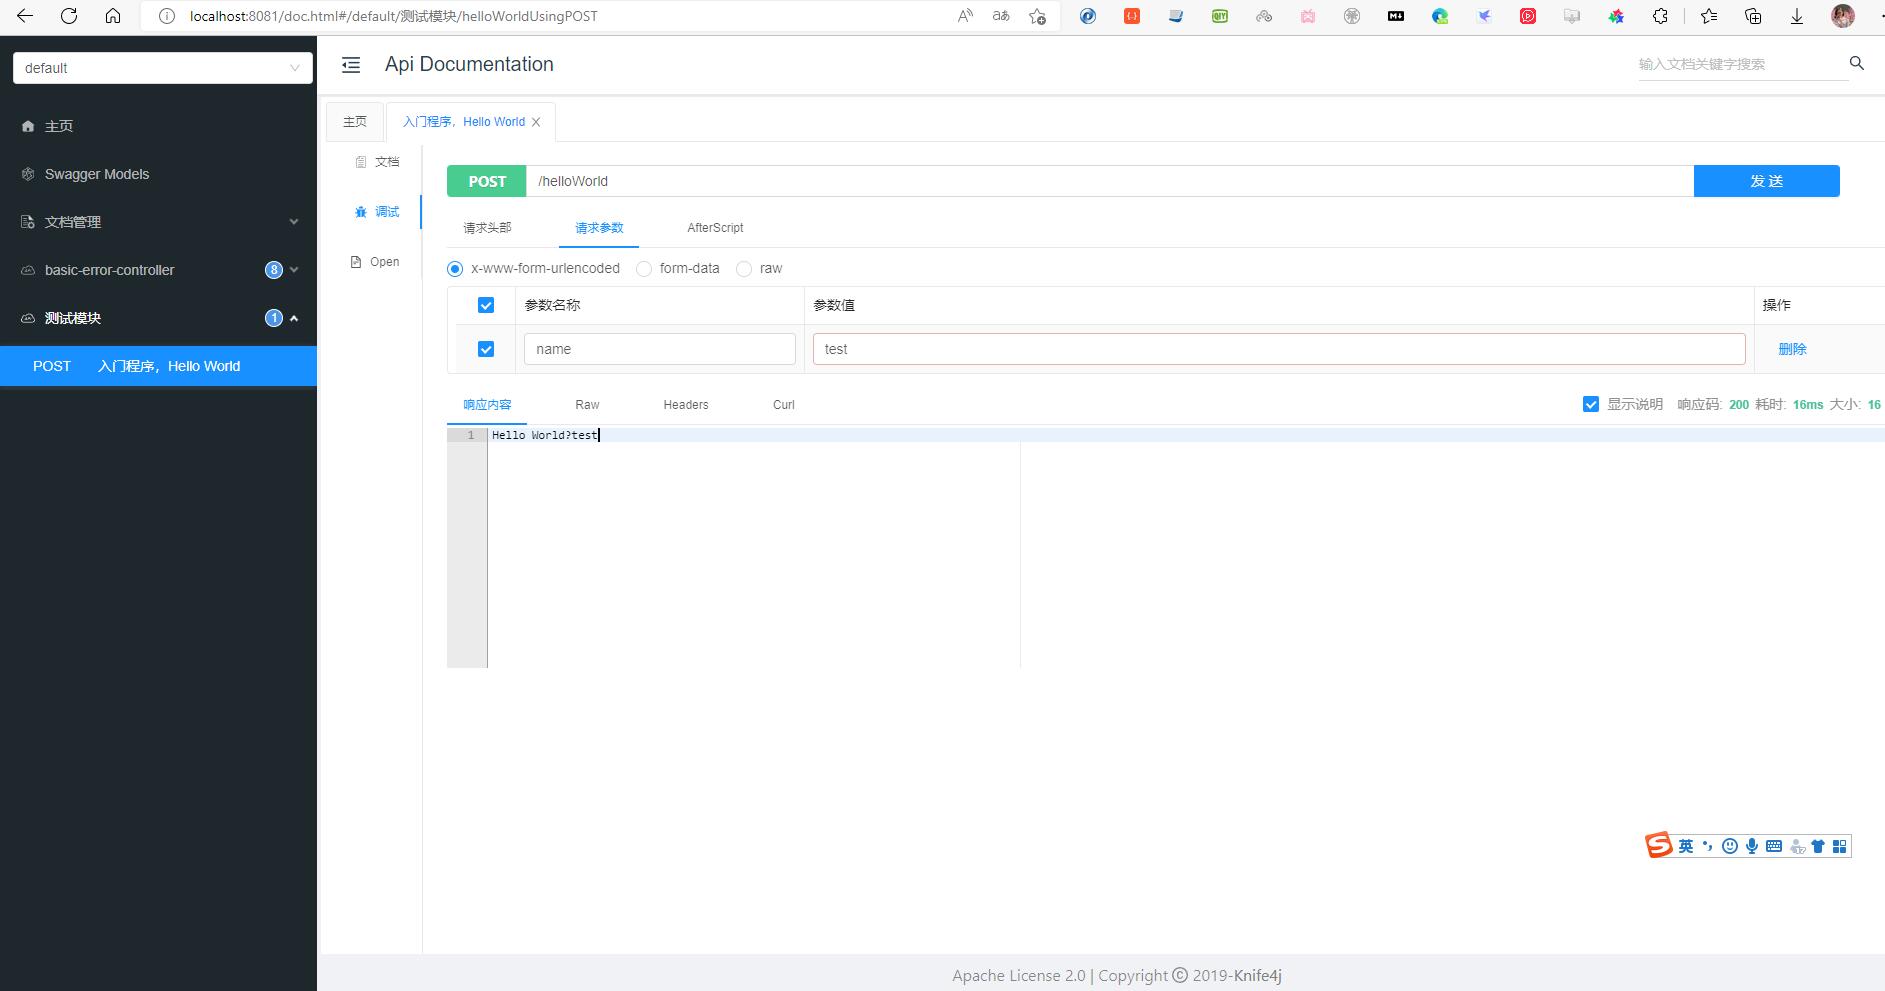 localhost:8081/doc.html#/default/测试模块/helloWorldUsingPOST
default
Api Documentation
输入文档关键字搜索
主页
Swagger Models
文档管理
basic-error-controller 8
测试模块 1
POST 入门程序，Hello World
主页 入门程序，Hello World
文档
调试
Open
POST /helloWorld 发 送
请求头部 请求参数 AfterScript
x-www-form-urlencoded form-data raw
参数名称 参数值 操作
name test 删除
响应内容 Raw Headers Curl 显示说明 响应码: 200 耗时: 16ms 大小: 16
1 Hello World?test
英
Apache License 2.0 | Copyright © 2019-Knife4j